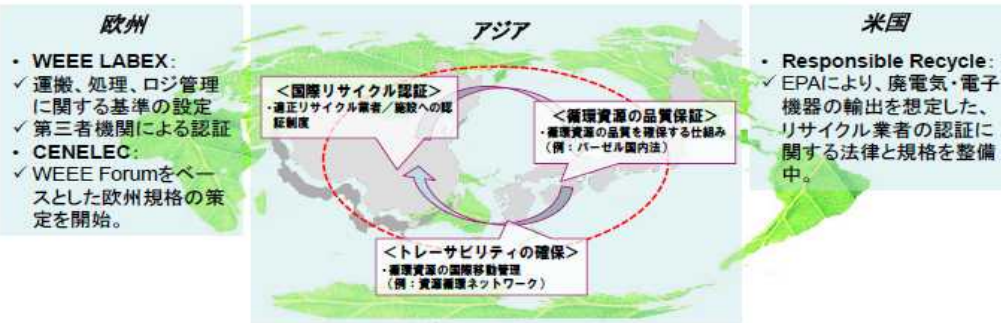 欧州
• WEEE LABEX:
✓ 運搬、処理、ロジ管理
に関する基準の設定
✓ 第三者機関による認証
• CENELEC:
✓ WEEE Forumをベー
スとした欧州規格の策
定を開始。
アジア
＜国際リサイクル認証＞
・適正リサイクル業者／施設への認
証制度
＜循環資源の品質保証＞
・循環資源の品質を確保する仕組み
（例：バーゼル国内法）
＜トレーサビリティの確保＞
・循環資源の国際移動管理
（例：資源循環ネットワーク）
米国
• Responsible Recycle:
✓ EPAにより、廃電気・電子
機器の輸出を想定した、
リサイクル業者の認証に
関する法律と規格を整備
中。